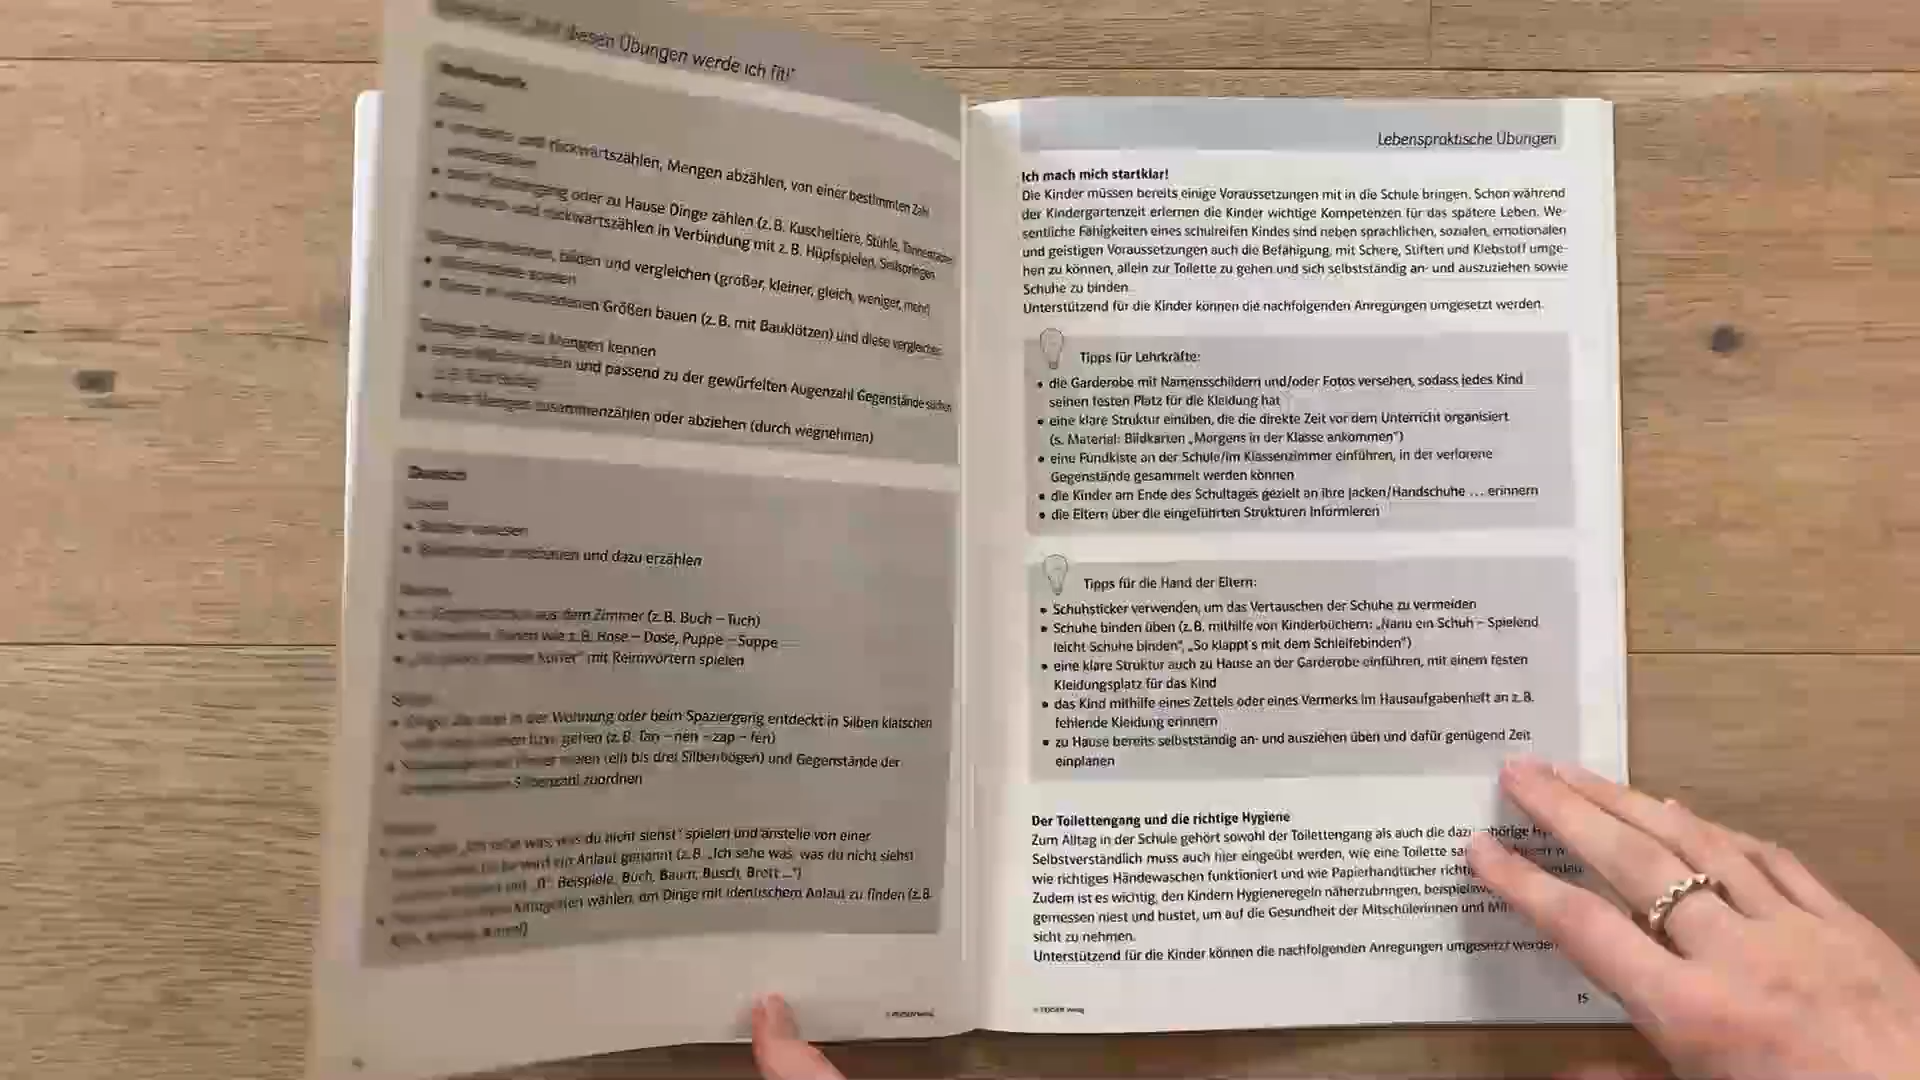 diesen Übungen werde ich fit!"
und rückwärtszählen, Mengen abzählen, von einer bestimmten Zahl
oder zu Hause Dinge zählen (z. B. Kuscheltiere, Stühle,
und rückwärtszählen in Verbindung mit z. B. Hüpfspielen, Seilspringen
bilden und vergleichen (größer, kleiner, gleich, weniger, mehr)
spielen
in verschiedenen Größen bauen (z. B. mit Bauklötzen) und diese vergleichen
zu Mengen kennen
und passend zu der gewürfelten Augenzahl Gegenstände suchen
zusammenzählen oder abziehen (durch wegnehmen)
Deutsch
Lesen
vorlesen
anschauen und dazu erzählen
aus dem Zimmer (z. B. Buch – Tuch)
wie z. B. Hose – Dose, Puppe – Suppe
mit Reimwörtern spielen
in der Wohnung oder beim Spaziergang entdeckt in Silben klatschen
gehen (z. B. Tan – nen – zap – fen)
(ein bis drei Silbenbögen) und Gegenstände der
Silbenzahl zuordnen
„Ich sehe was, was du nicht siehst" spielen und anstelle von einer
wird ein Anlaut genannt (z. B. „Ich sehe was, was du nicht siehst
Beispiele, Buch, Baum, Busch, Brett ...")
wählen, um Dinge mit identischem Anlaut zu finden (z. B.
Lebenspraktische Übungen
Ich mach mich startklar!
Die Kinder müssen bereits einige Voraussetzungen mit in die Schule bringen. Schon während
der Kindergartenzeit erlernen die Kinder wichtige Kompetenzen für das spätere Leben. We-
sentliche Fähigkeiten eines schulreifen Kindes sind neben sprachlichen, sozialen, emotionalen
und geistigen Voraussetzungen auch die Befähigung, mit Schere, Stiften und Klebstoff umge-
hen zu können, allein zur Toilette zu gehen und sich selbstständig an- und auszuziehen sowie
Schuhe zu binden.
Unterstützend für die Kinder können die nachfolgenden Anregungen umgesetzt werden.
Tipps für Lehrkräfte:
• die Garderobe mit Namensschildern und/oder Fotos versehen, sodass jedes Kind
seinen festen Platz für die Kleidung hat
• eine klare Struktur einüben, die die direkte Zeit vor dem Unterricht organisiert
(s. Material: Bildkarten „Morgens in der Klasse ankommen")
• eine Fundkiste an der Schule/im Klassenzimmer einführen, in der verlorene
Gegenstände gesammelt werden können
• die Kinder am Ende des Schultages gezielt an ihre Jacken/Handschuhe ... erinnern
• die Eltern über die eingeführten Strukturen informieren
Tipps für die Hand der Eltern:
• Schuhsticker verwenden, um das Vertauschen der Schuhe zu vermeiden
• Schuhe binden üben (z. B. mithilfe von Kinderbüchern: „Nanu ein Schuh – Spielend
leicht Schuhe binden", „So klappt's mit dem Schleifebinden")
• eine klare Struktur auch zu Hause an der Garderobe einführen, mit einem festen
Kleidungsplatz für das Kind
• das Kind mithilfe eines Zettels oder eines Vermerks im Hausaufgabenheft an z. B.
fehlende Kleidung erinnern
• zu Hause bereits selbstständig an- und ausziehen üben und dafür genügend Zeit
einplanen
Der Toilettengang und die richtige Hygiene
Zum Alltag in der Schule gehört sowohl der Toilettengang als auch die
Selbstverständlich muss auch hier eingeübt werden, wie eine Toilette
wie richtiges Händewaschen funktioniert und wie Papierhandtücher
Zudem ist es wichtig, den Kindern Hygieneregeln näherzubringen,
gemessen niest und hustet, um auf die Gesundheit der Mitschülerinnen und
sicht zu nehmen.
Unterstützend für die Kinder können die nachfolgenden Anregungen umgesetzt werden
15